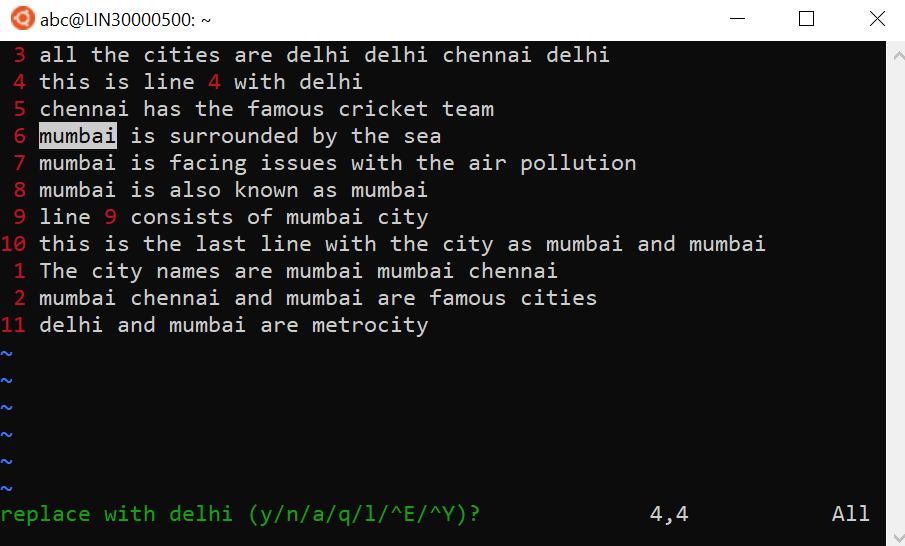 abc@LIN30000500: ~
3 all the cities are delhi delhi chennai delhi
4 this is line 4 with delhi
5 chennai has the famous cricket team
6 mumbai is surrounded by the sea
7 mumbai is facing issues with the air pollution
8 mumbai is also known as mumbai
9 line 9 consists of mumbai city
10 this is the last line with the city as mumbai and mumbai
1 The city names are mumbai mumbai chennai
2 mumbai chennai and mumbai are famous cities
11 delhi and mumbai are metrocity
~
~
~
~
~
~
replace with delhi (y/n/a/q/l/^E/^Y)? 4,4 All